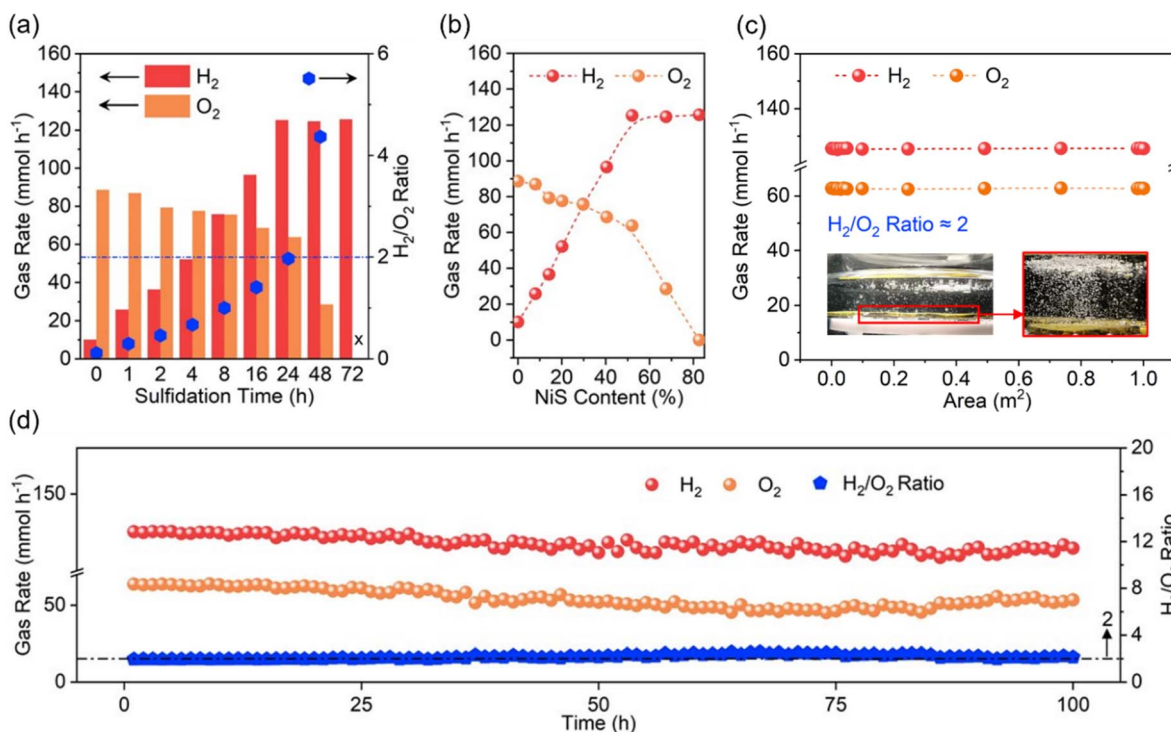 (a)
160
140
120
100
80
60
40
20
0
Gas Rate (mmol h⁻¹)
H₂
O₂
6
4
2
0
H₂/O₂ Ratio
x
0 1 2 4 8 16 24 48 72
Sulfidation Time (h)
(b)
160
140
120
100
80
60
40
20
0
Gas Rate (mmol h⁻¹)
H₂ O₂
0 20 40 60 80
NiS Content (%)
(c)
160
140
60
40
20
0
Gas Rate (mmol h⁻¹)
H₂ O₂
H₂/O₂ Ratio ≈ 2
0.0 0.2 0.4 0.6 0.8 1.0
Area (m²)
(d)
150
50
0
Gas Rate (mmol h⁻¹)
H₂ O₂ H₂/O₂ Ratio
20
16
12
8
4
0
H₂/O₂ Ratio
2
0 25 50 75 100
Time (h)